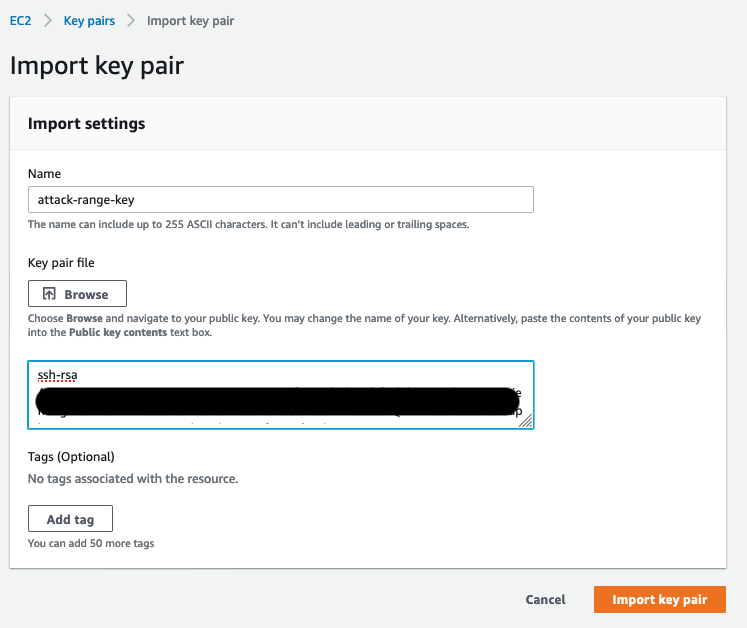 EC2 > Key pairs > Import key pair
Import key pair
Import settings
Name
attack-range-key
The name can include up to 255 ASCII characters. It can't include leading or trailing spaces.
Key pair file
Browse
Choose Browse and navigate to your public key. You may change the name of your key. Alternatively, paste the contents of your public key
into the Public key contents text box.
ssh-rsa
Tags (Optional)
No tags associated with the resource.
Add tag
You can add 50 more tags
Cancel Import key pair